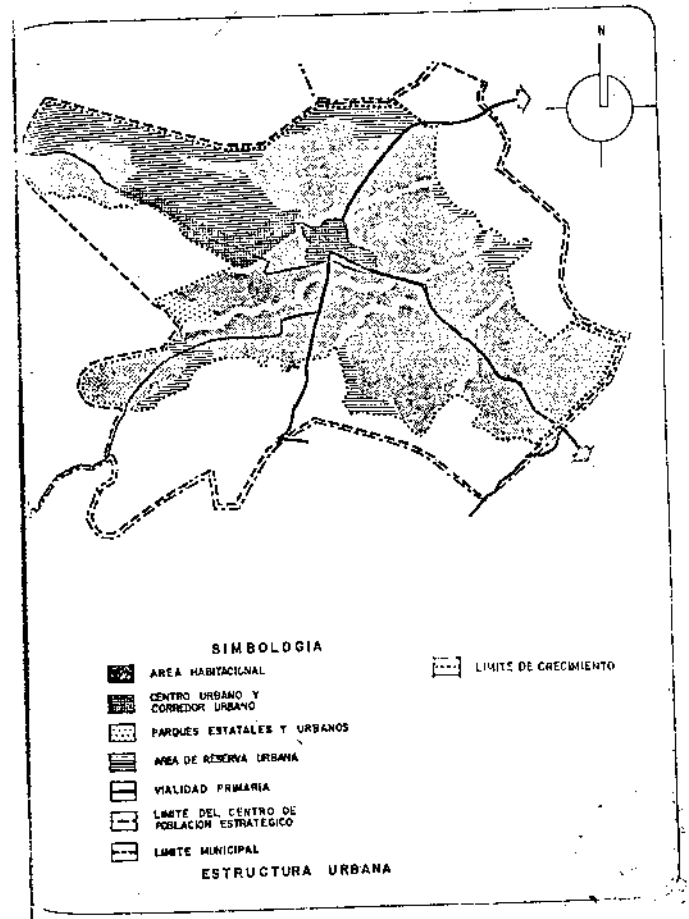 N
SIMBOLOGIA
AREA HABITACIONAL
CENTRO URBANO Y
CORREDOR URBANO
PARQUES ESTATALES Y URBANOS
AREA DE RESERVA URBANA
VIALIDAD PRIMARIA
LIMITE DEL CENTRO DE
POBLACION ESTRATEGICO
LIMITE MUNICIPAL
LIMITE DE CRECIMIENTO
ESTRUCTURA URBANA